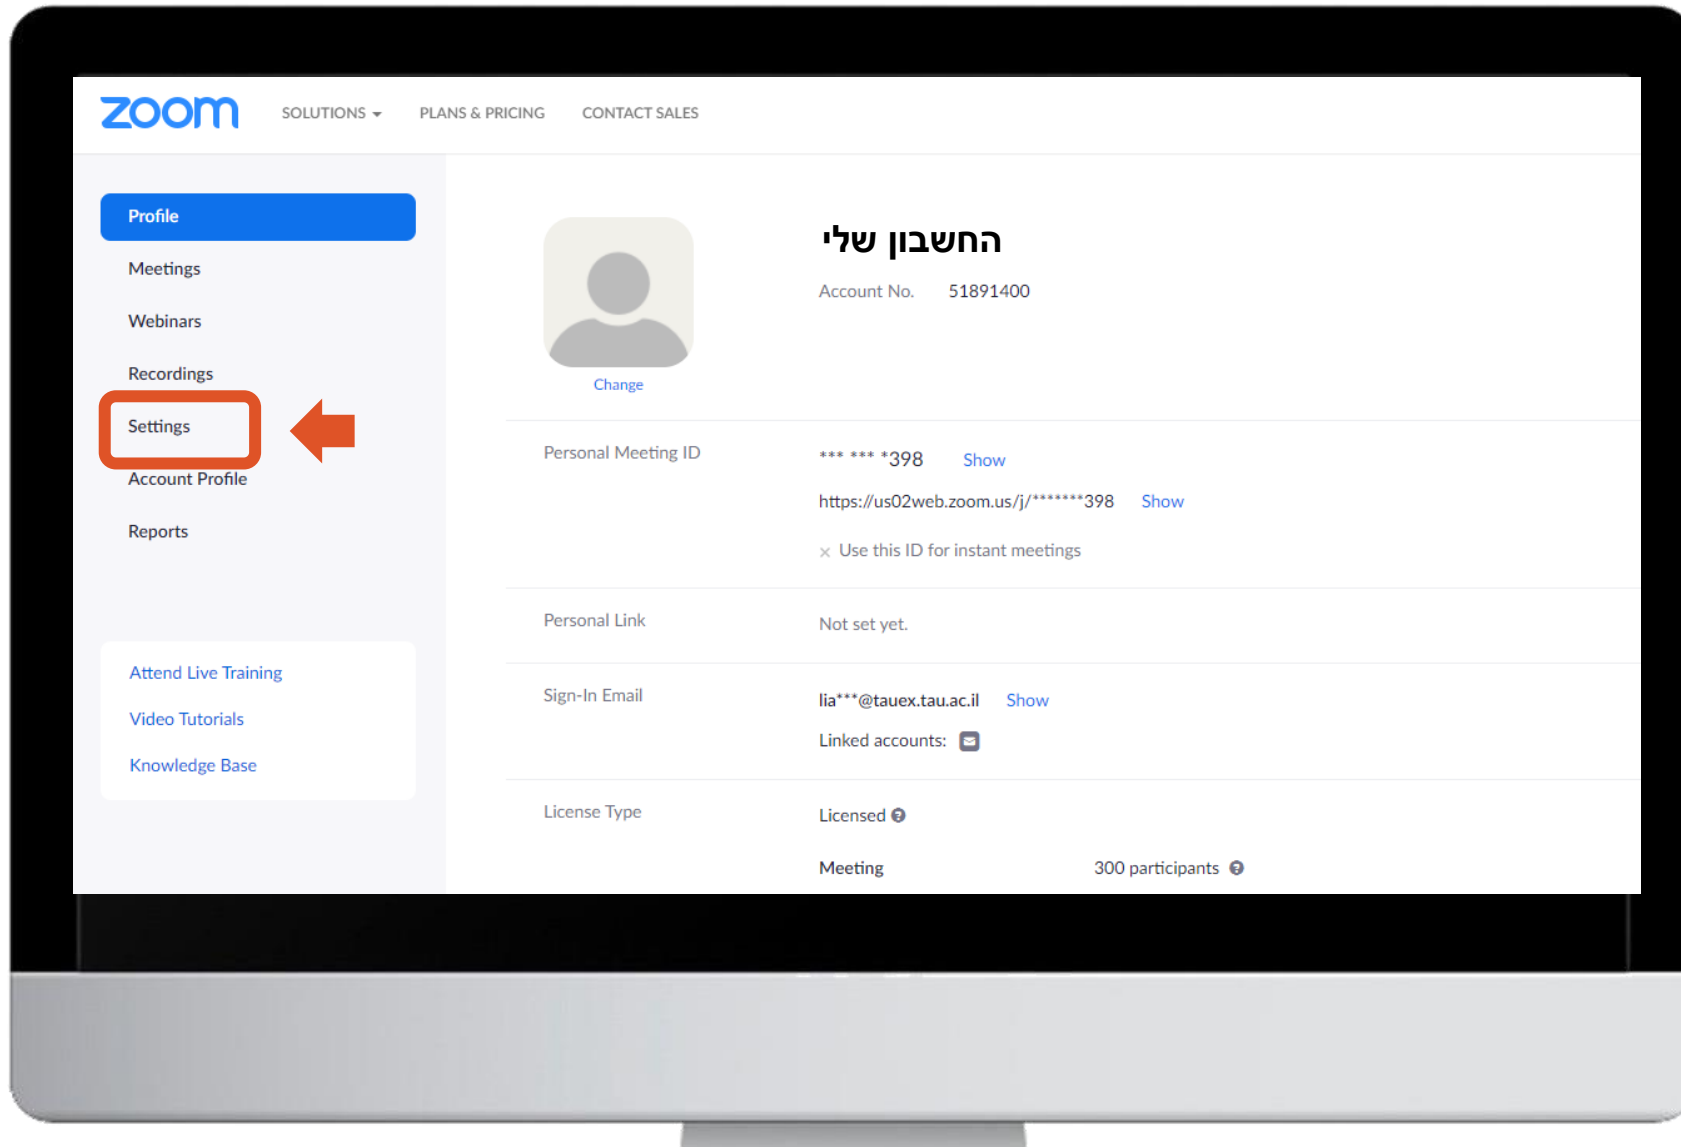 zoom SOLUTIONS PLANS & PRICING CONTACT SALES
Profile
Meetings
Webinars
Recordings
Settings
Account Profile
Reports
Attend Live Training
Video Tutorials
Knowledge Base
החשבון שלי
Account No. 51891400
Change
Personal Meeting ID *** *** *398 Show
https://us02web.zoom.us/j/*******398 Show
× Use this ID for instant meetings
Personal Link Not set yet.
Sign-In Email lia***@tauex.tau.ac.il Show
Linked accounts:
License Type Licensed ?
Meeting 300 participants ?